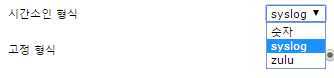 시간소인 형식 syslog
숫자
syslog
고정 형식
zulu